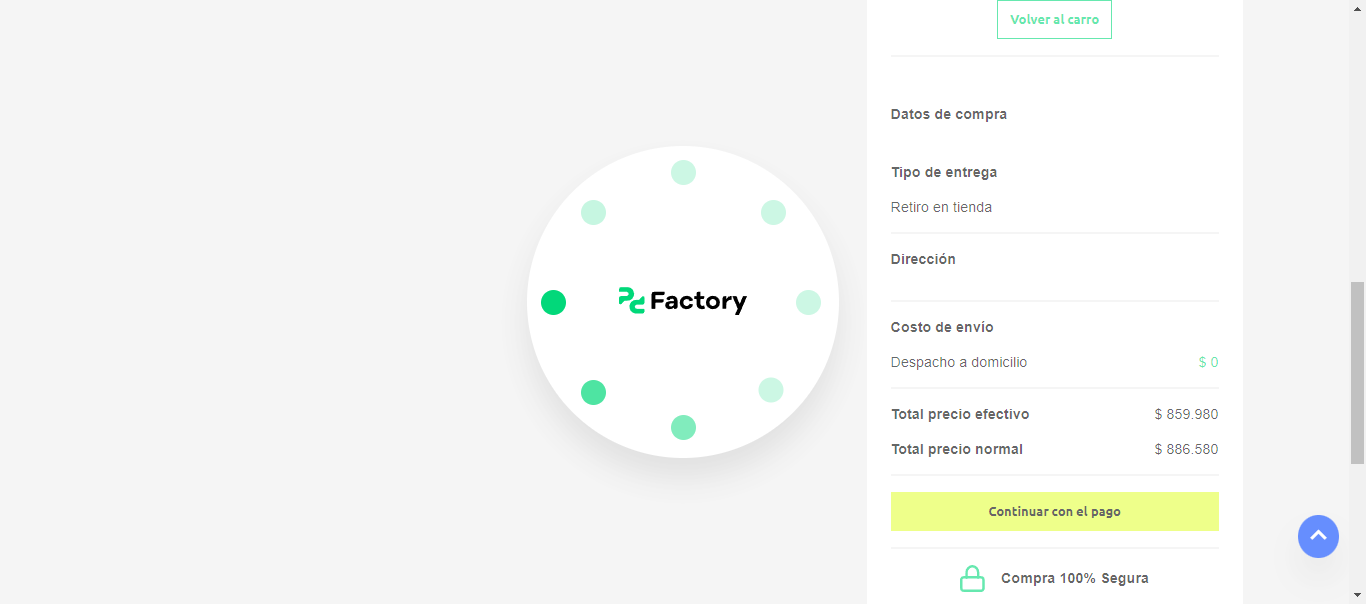 Volver al carro
Datos de compra
Tipo de entrega
Retiro en tienda
Dirección
Factory
Costo de envío
Despacho a domicilio $ 0
Total precio efectivo $ 859.980
Total precio normal $ 886.580
Continuar con el pago
Compra 100% Segura